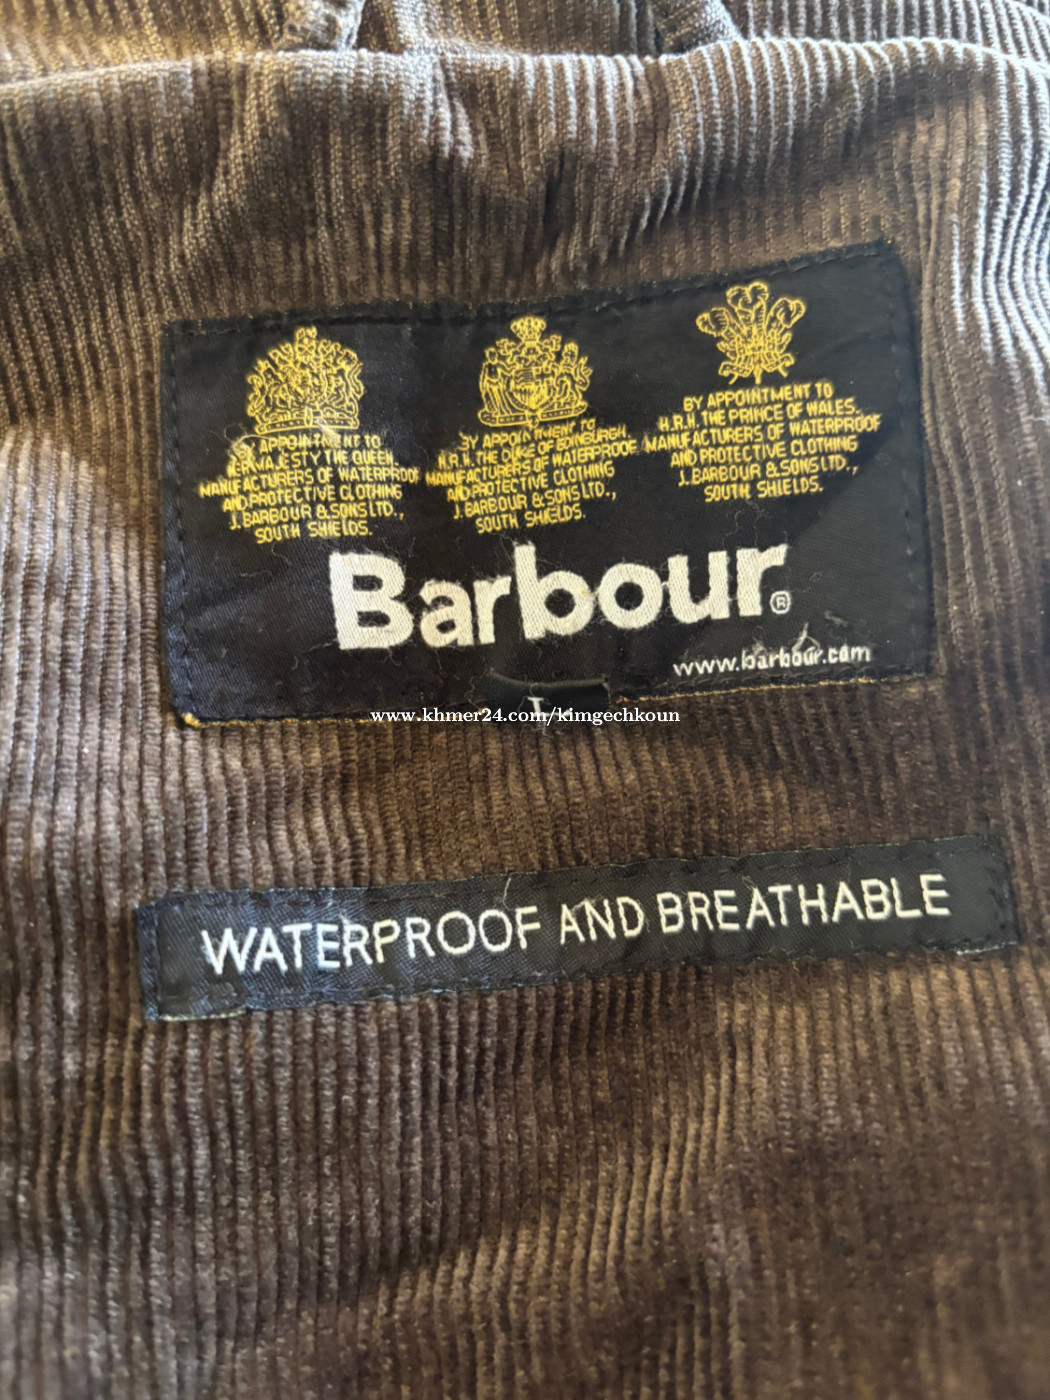 BY APPOINTMENT TO
HER MAJESTY THE QUEEN
MANUFACTURERS OF WATERPROOF
AND PROTECTIVE CLOTHING
J. BARBOUR & SONS LTD.,
SOUTH SHIELDS.
BY APPOINTMENT TO
H.R.H. THE DUKE OF EDINBURGH
MANUFACTURERS OF WATERPROOF
AND PROTECTIVE CLOTHING
J. BARBOUR & SONS LTD.,
SOUTH SHIELDS.
BY APPOINTMENT TO
H.R.H. THE PRINCE OF WALES.
MANUFACTURERS OF WATERPROOF
AND PROTECTIVE CLOTHING
J. BARBOUR & SONS LTD.,
SOUTH SHIELDS.
Barbour®
www.barbour.com
www.khmer24.com/kimgechkoun
WATERPROOF AND BREATHABLE